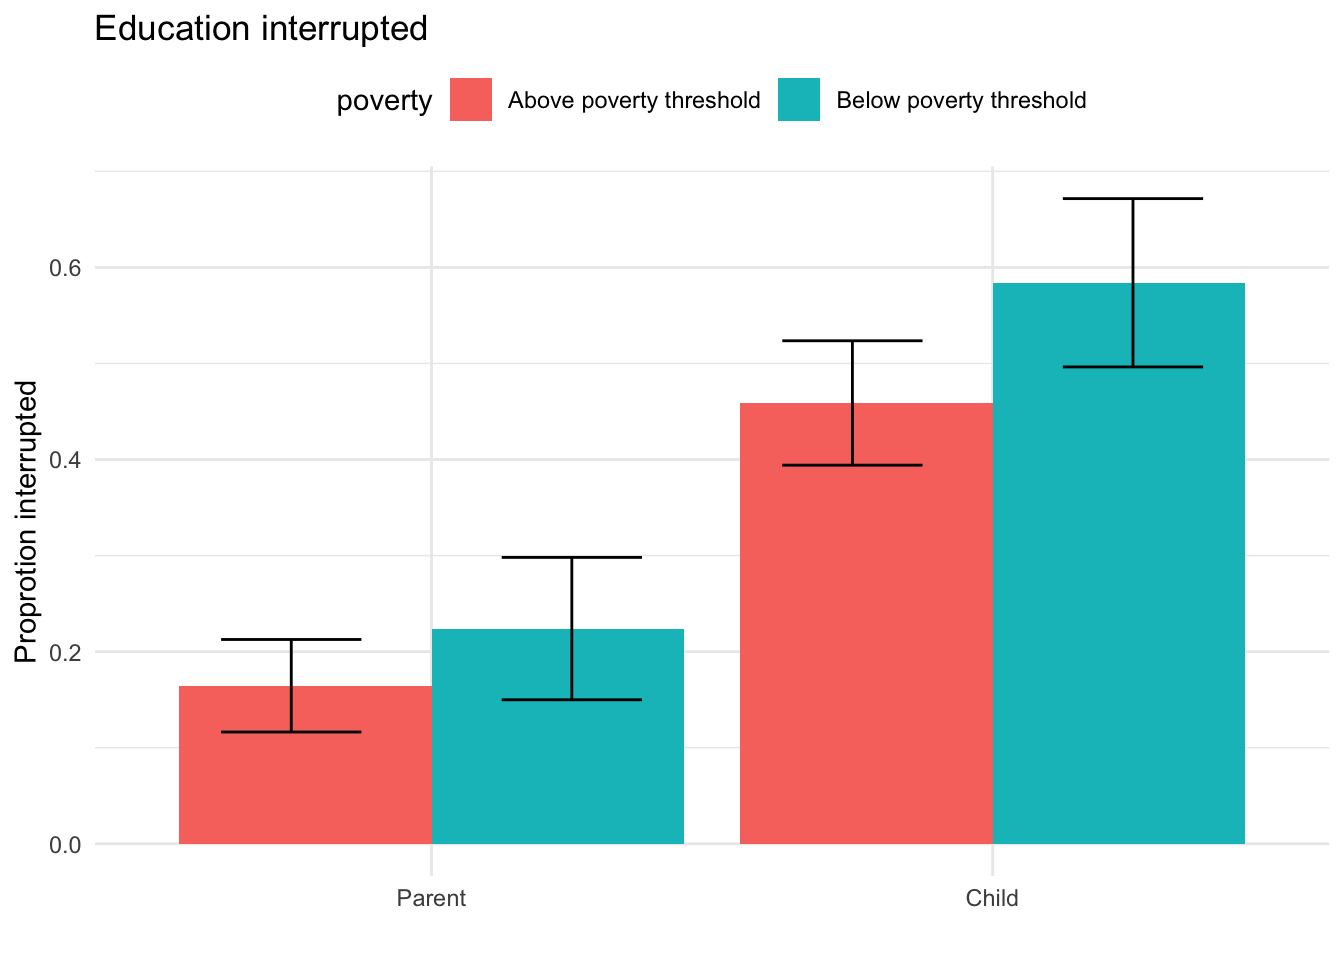 Education interrupted
poverty Above poverty threshold Below poverty threshold
Proprotion interrupted
0.6
0.4
0.2
0.0
Parent Child